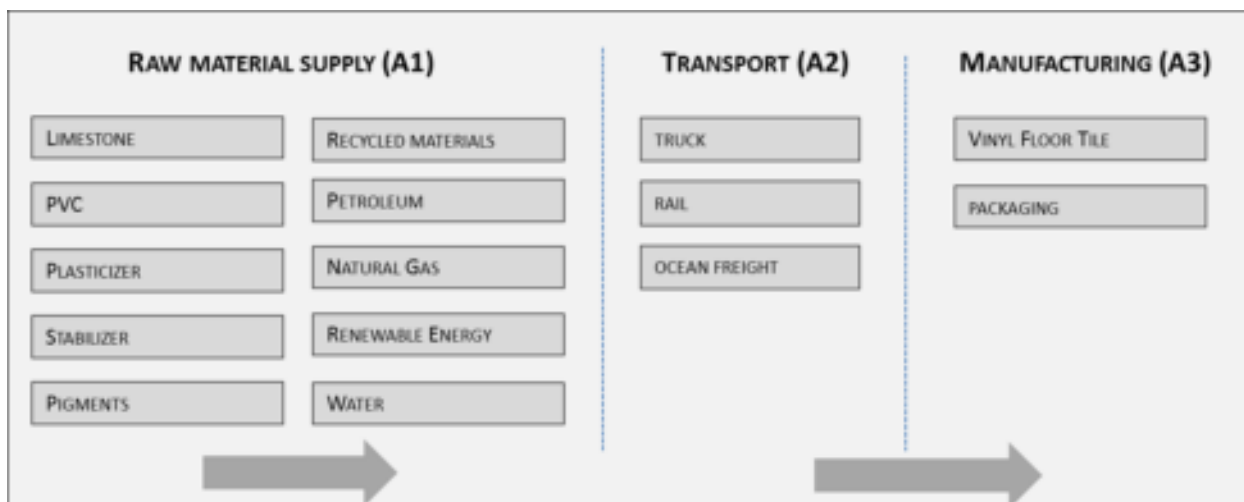 RAW MATERIAL SUPPLY (A1)
TRANSPORT (A2)
MANUFACTURING (A3)
LIMESTONE
RECYCLED MATERIALS
TRUCK
VINYL FLOOR TILE
PVC
PETROLEUM
RAIL
PACKAGING
PLASTICIZER
NATURAL GAS
OCEAN FREIGHT
STABILIZER
RENEWABLE ENERGY
PIGMENTS
WATER